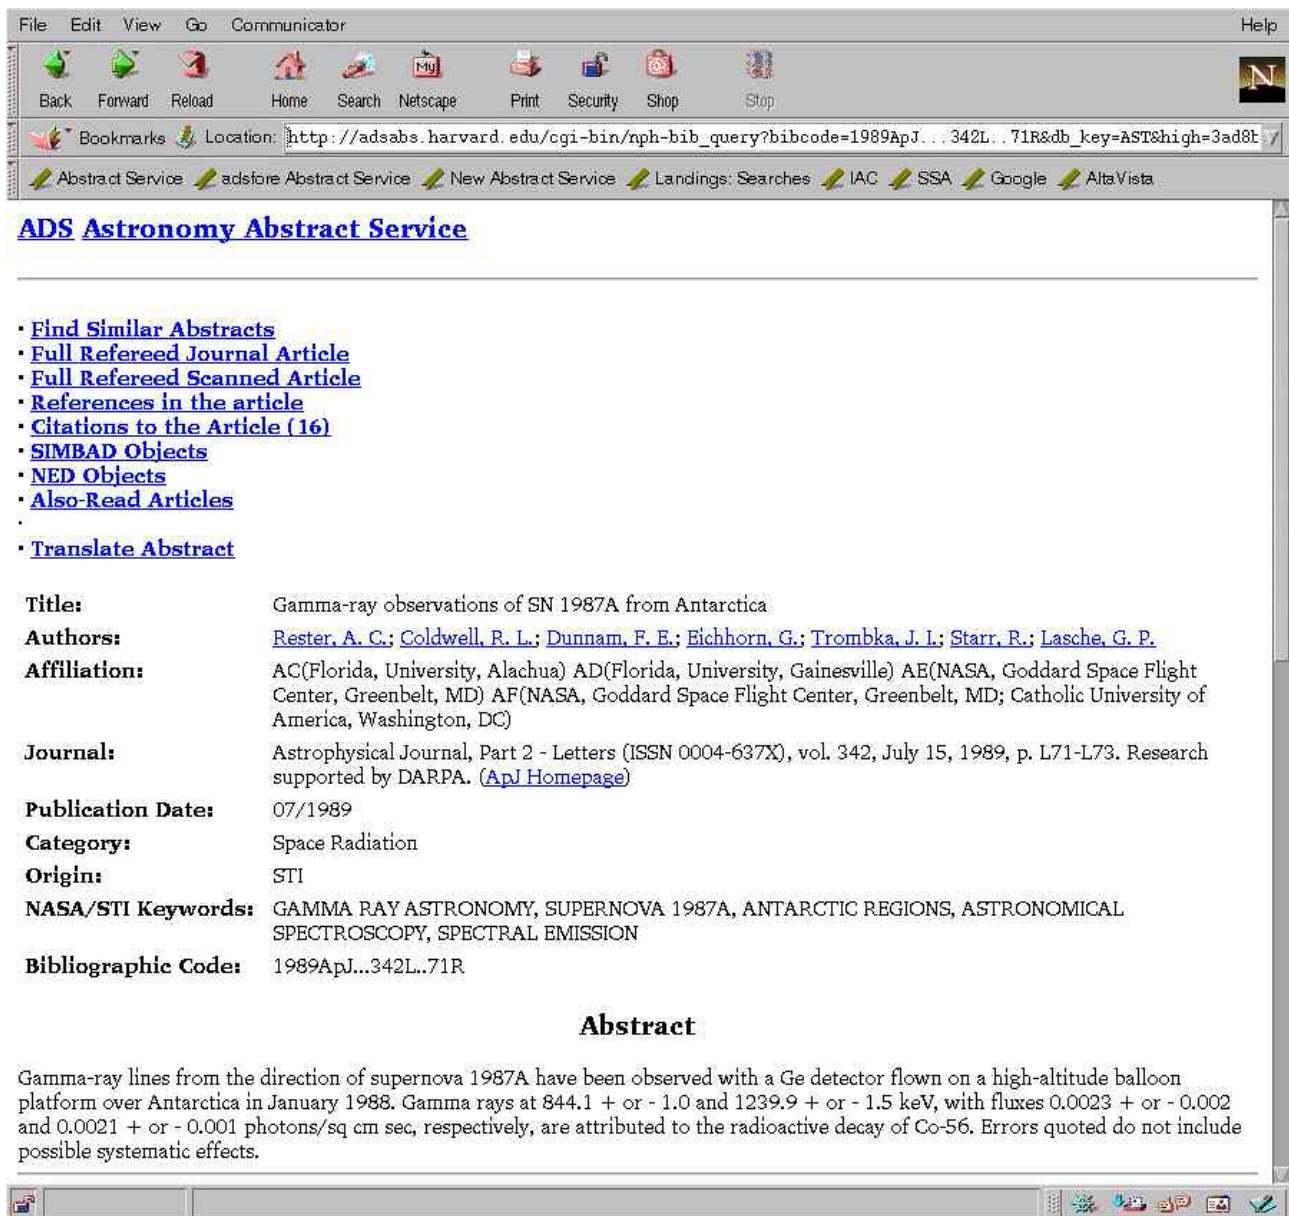 File Edit View Go Communicator Help
My N
Back Forward Reload Home Search Netscape Print Security Shop Stop
Bookmarks Location: http://adsabs.harvard.edu/cgi-bin/nph-bib_query?bibcode=1989ApJ...342L..71R&db_key=AST&high=3ad8b
Abstract Service adsfore Abstract Service New Abstract Service Landings: Searches IAC SSA Google AltaVista
ADS Astronomy Abstract Service
· Find Similar Abstracts
· Full Refereed Journal Article
· Full Refereed Scanned Article
· References in the article
· Citations to the Article (16)
· SIMBAD Objects
· NED Objects
· Also-Read Articles
·
· Translate Abstract
Title: Gamma-ray observations of SN 1987A from Antarctica
Authors: Rester, A. C.; Coldwell, R. L.; Dunnam, F. E.; Eichhorn, G.; Trombka, J. I.; Starr, R.; Lasche, G. P.
Affiliation: AC(Florida, University, Alachua) AD(Florida, University, Gainesville) AE(NASA, Goddard Space Flight
Center, Greenbelt, MD) AF(NASA, Goddard Space Flight Center, Greenbelt, MD; Catholic University of
America, Washington, DC)
Journal: Astrophysical Journal, Part 2 - Letters (ISSN 0004-637X), vol. 342, July 15, 1989, p. L71-L73. Research
supported by DARPA. (ApJ Homepage)
Publication Date: 07/1989
Category: Space Radiation
Origin: STI
NASA/STI Keywords: GAMMA RAY ASTRONOMY, SUPERNOVA 1987A, ANTARCTIC REGIONS, ASTRONOMICAL
SPECTROSCOPY, SPECTRAL EMISSION
Bibliographic Code: 1989ApJ...342L..71R
Abstract
Gamma-ray lines from the direction of supernova 1987A have been observed with a Ge detector flown on a high-altitude balloon
platform over Antarctica in January 1988. Gamma rays at 844.1 + or - 1.0 and 1239.9 + or - 1.5 keV, with fluxes 0.0023 + or - 0.002
and 0.0021 + or - 0.001 photons/sq cm sec, respectively, are attributed to the radioactive decay of Co-56. Errors quoted do not include
possible systematic effects.